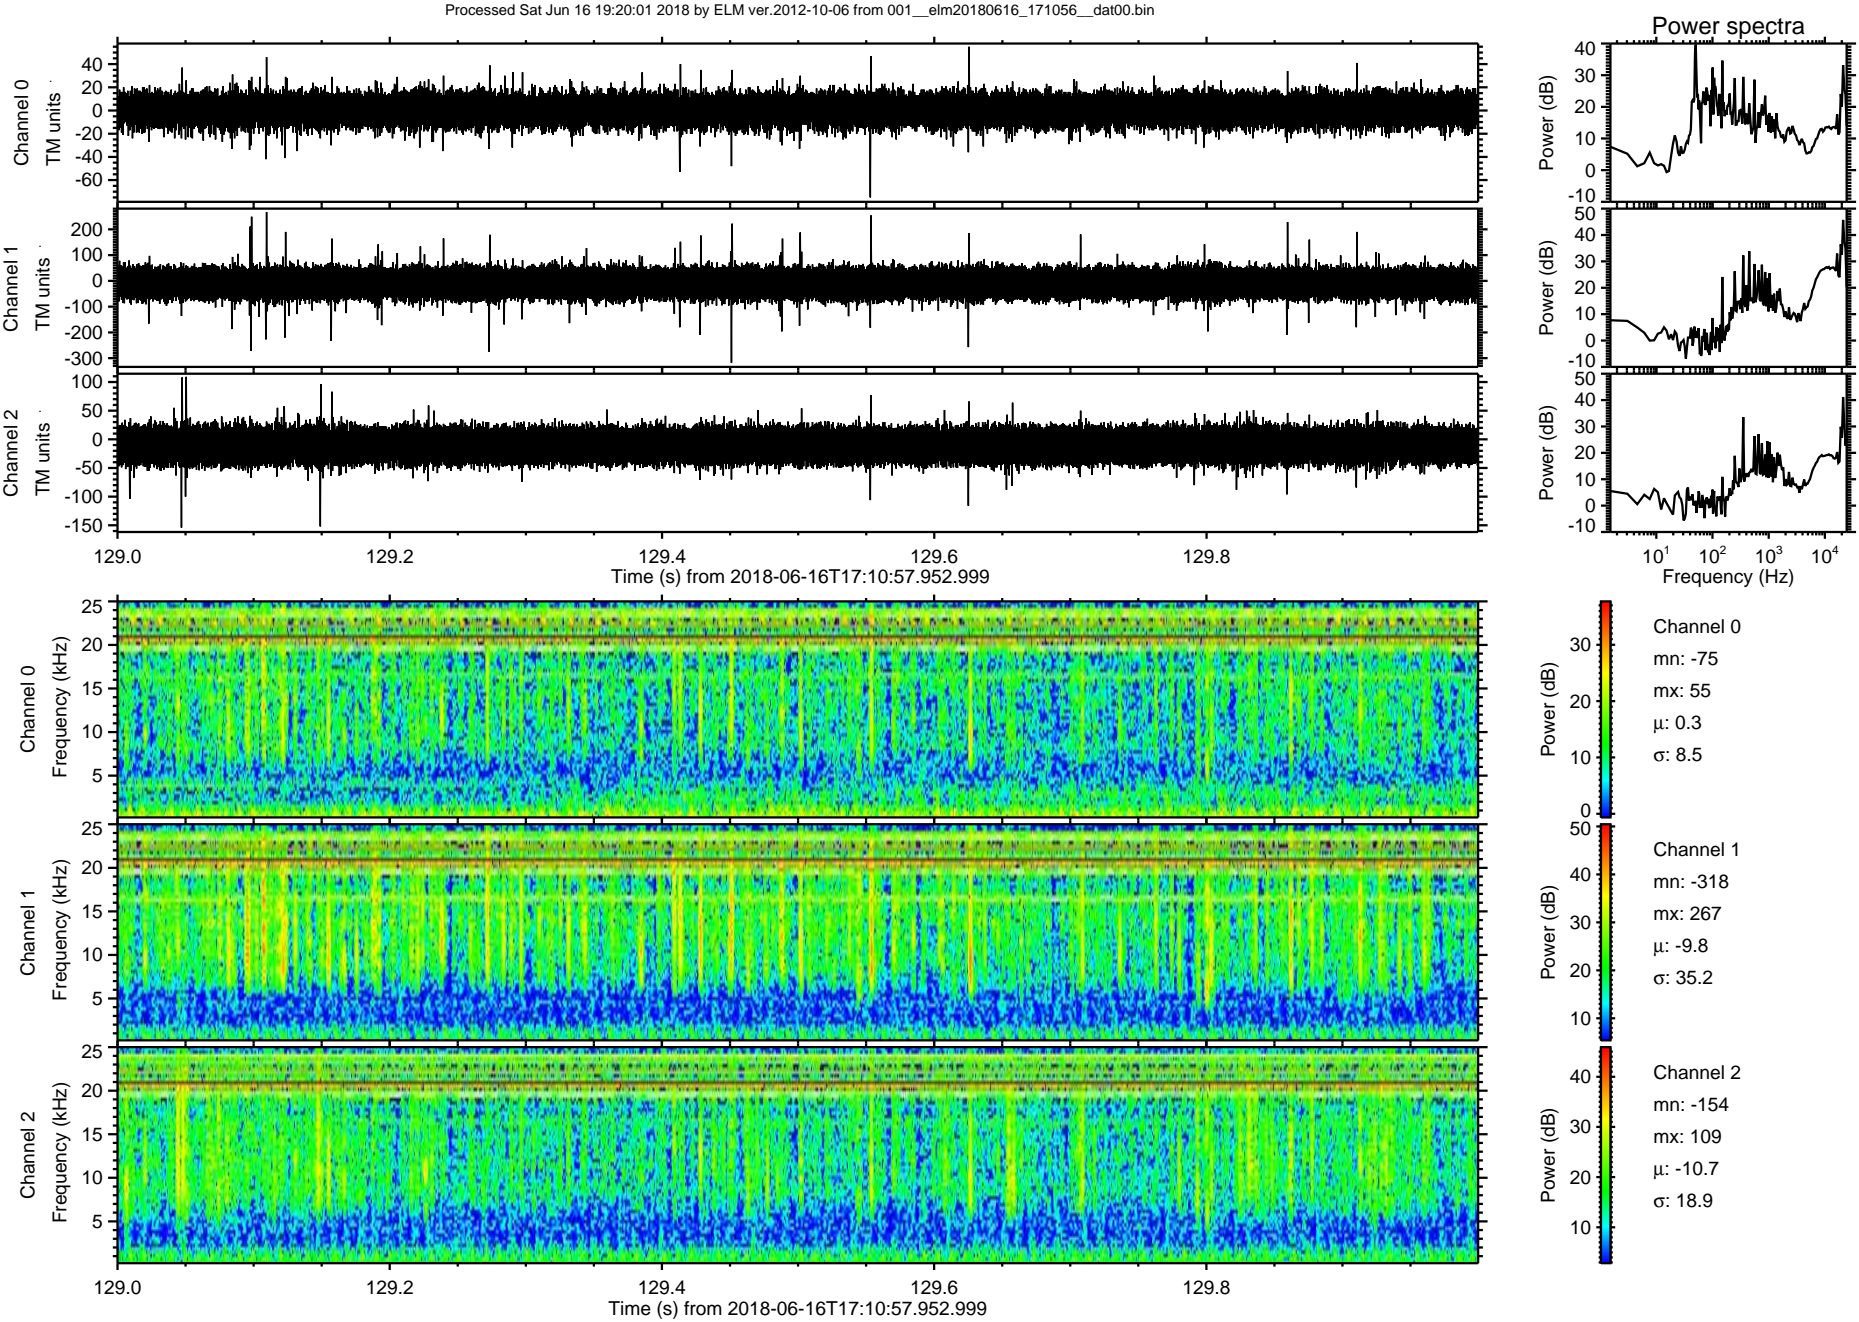 Processed Sat Jun 16 19:20:01 2018 by ELM ver.2012-10-06 from 001__elm20180616_171056__dat00.bin
Power spectra
Channel 0
TM units
40
20
0
-20
-40
-60
Power (dB)
40
30
20
10
0
-10
Channel 1
TM units
200
100
0
-100
-200
-300
Power (dB)
50
40
30
20
10
0
-10
Channel 2
TM units
100
50
0
-50
-100
-150
Power (dB)
50
40
30
20
10
0
-10
129.0 129.2 129.4 129.6 129.8
Time (s) from 2018-06-16T17:10:57.952.999
10^1 10^2 10^3 10^4
Frequency (Hz)
Channel 0
Frequency (kHz)
25
20
15
10
5
Power (dB)
30
20
10
0
Channel 0
mn: -75
mx: 55
μ: 0.3
σ: 8.5
Channel 1
Frequency (kHz)
25
20
15
10
5
Power (dB)
50
40
30
20
10
Channel 1
mn: -318
mx: 267
μ: -9.8
σ: 35.2
Channel 2
Frequency (kHz)
25
20
15
10
5
Power (dB)
40
30
20
10
Channel 2
mn: -154
mx: 109
μ: -10.7
σ: 18.9
129.0 129.2 129.4 129.6 129.8
Time (s) from 2018-06-16T17:10:57.952.999